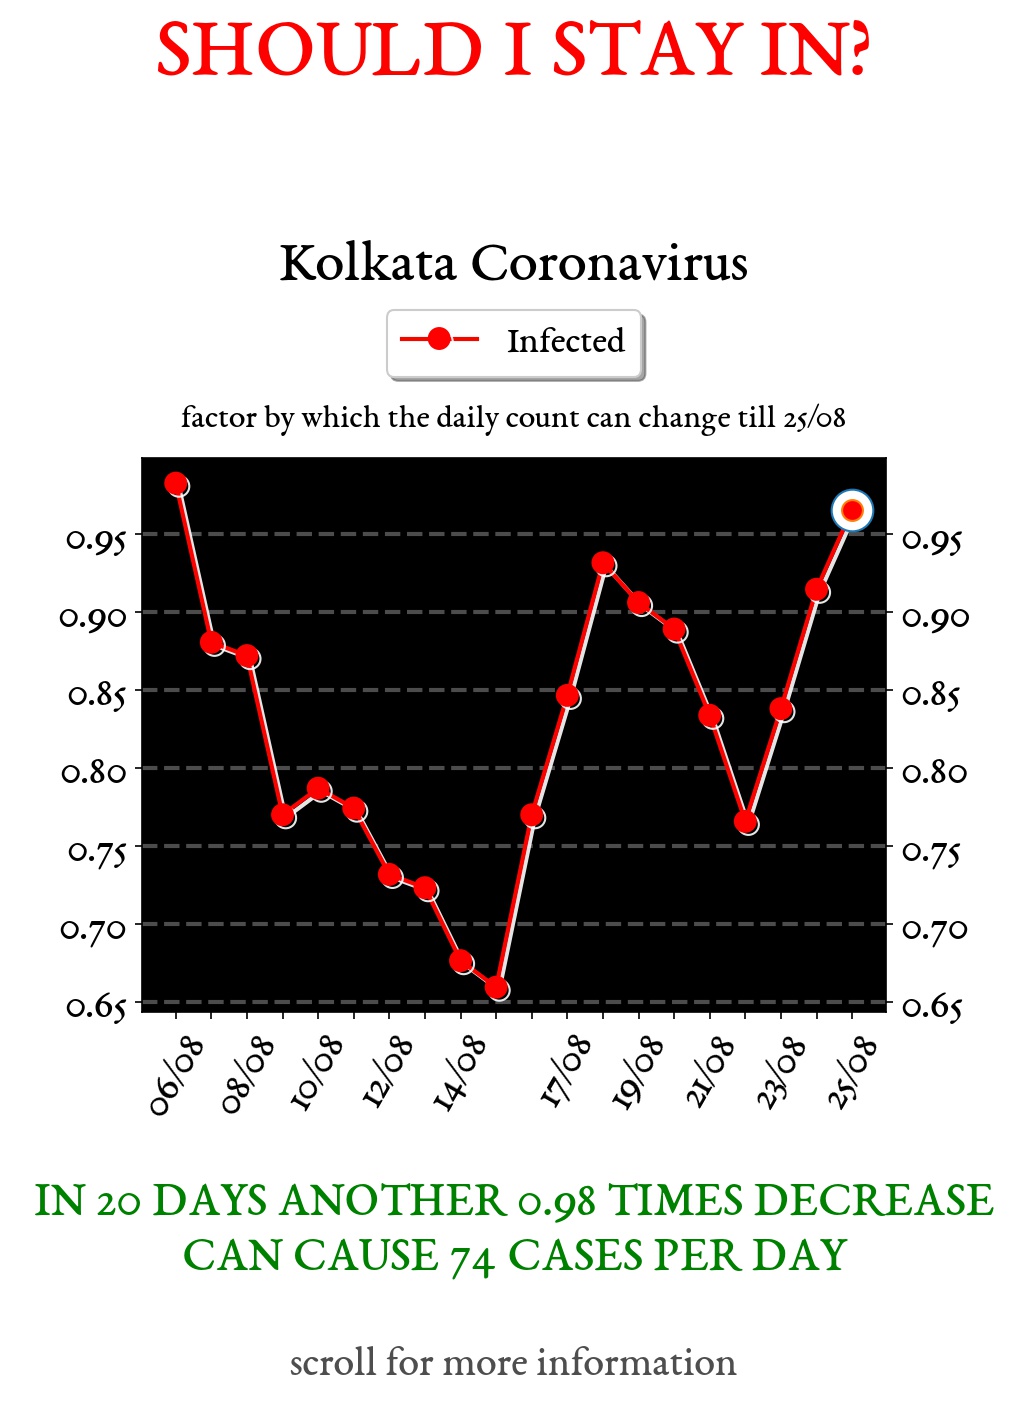 SHOULD I STAY IN?
Kolkata Coronavirus
Infected
factor by which the daily count can change till 25/08
0.95 0.95
0.90 0.90
0.85 0.85
0.80 0.80
0.75 0.75
0.70 0.70
0.65 0.65
06/08 08/08 10/08 12/08 14/08 17/08 19/08 21/08 23/08 25/08
IN 20 DAYS ANOTHER 0.98 TIMES DECREASE
CAN CAUSE 74 CASES PER DAY
scroll for more information